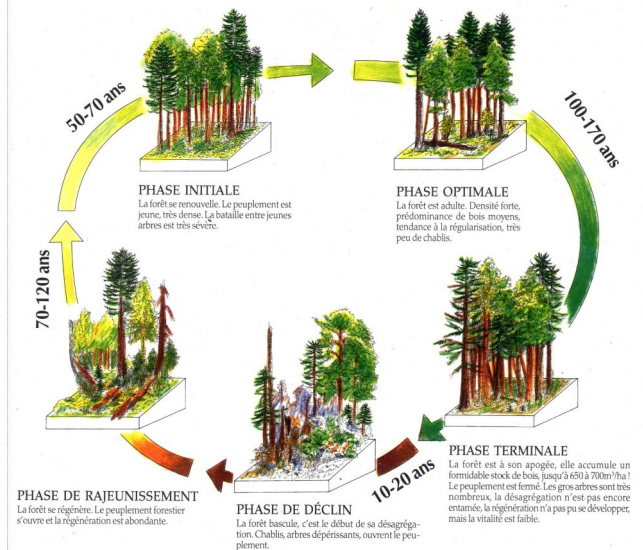 50-70 ans
100-170 ans
PHASE INITIALE
La forêt se renouvelle. Le peuplement est
jeune, très dense. La bataille entre jeunes
arbres est très sévère.
PHASE OPTIMALE
La forêt est adulte. Densité forte,
prédominance de bois moyens,
tendance à la régularisation, très
peu de chablis.
70-120 ans
PHASE TERMINALE
La forêt est à son apogée, elle accumule un
formidable stock de bois, jusqu'à 650 à 700m³/ha !
Le peuplement est fermé. Les gros arbres sont très
nombreux, la désagrégation n'est pas encore
entamée, la régénération n'a pas pu se développer,
mais la vitalité est faible.
10-20 ans
PHASE DE RAJEUNISSEMENT
La forêt se régénère. Le peuplement forestier
s'ouvre et la régénération est abondante.
PHASE DE DÉCLIN
La forêt bascule, c'est le début de sa désagréga-
tion. Chablis, arbres dépérissants, ouvrent le peu-
plement.